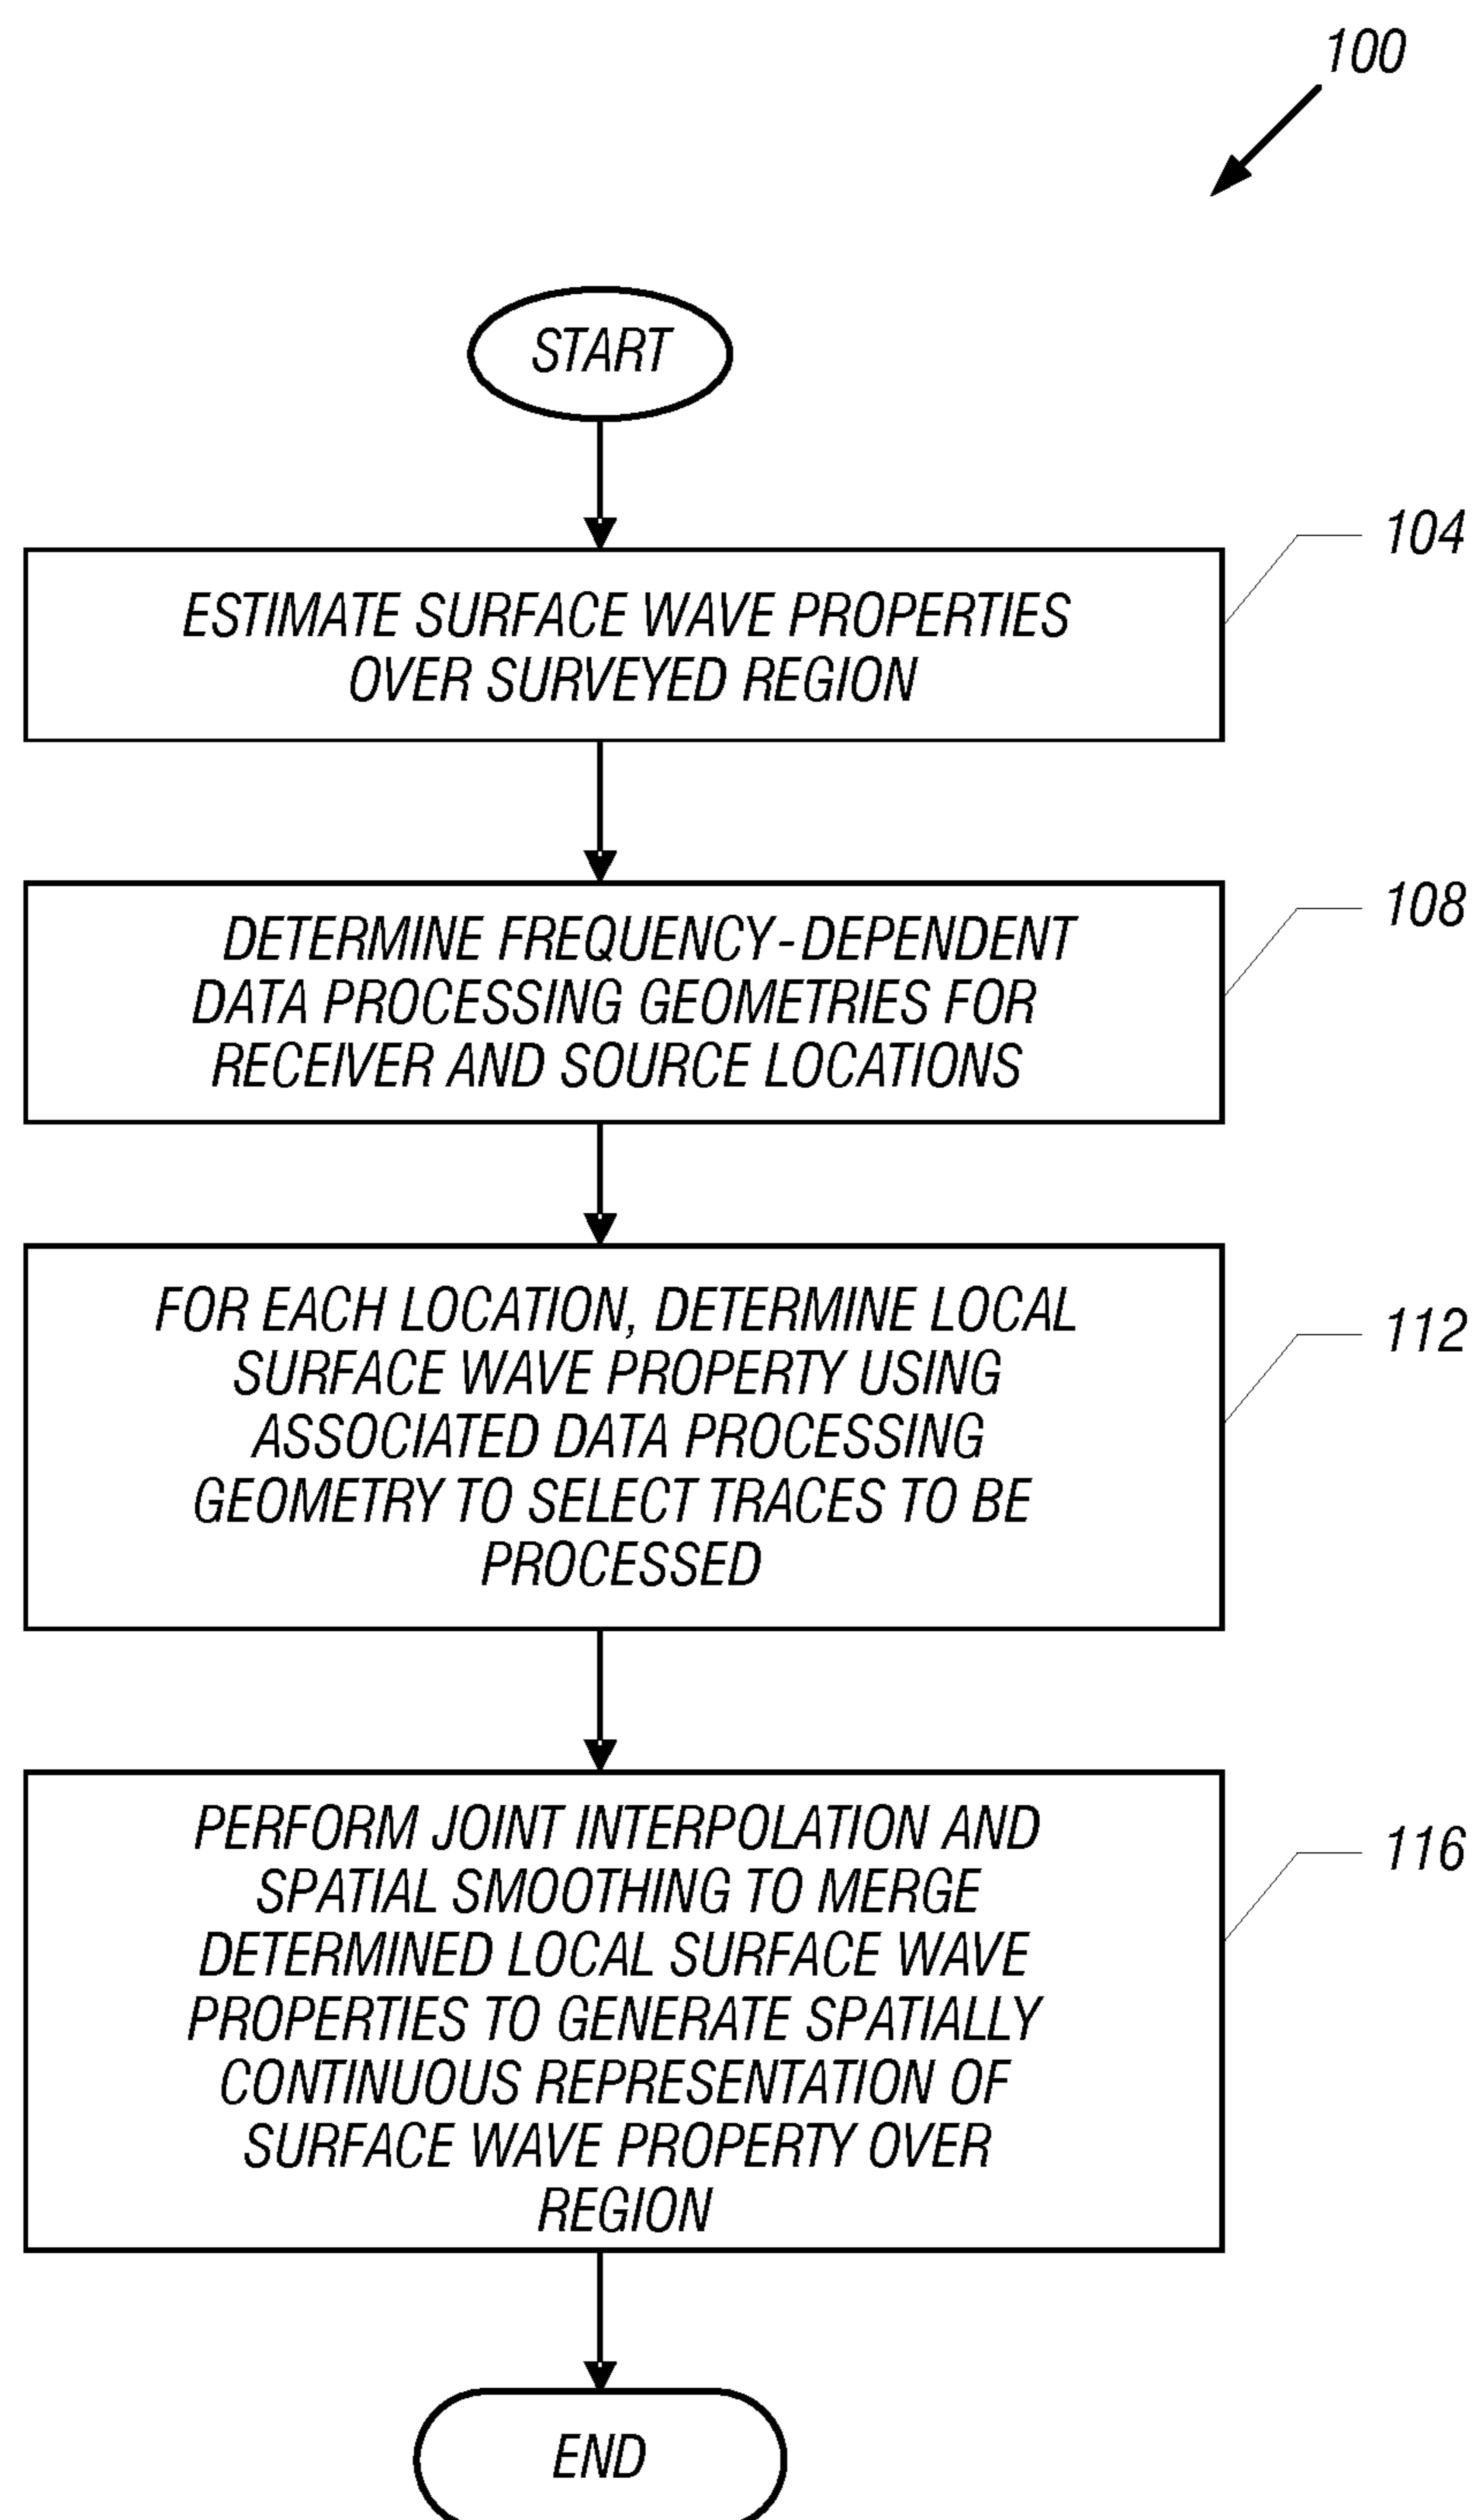 100
START
104
ESTIMATE SURFACE WAVE PROPERTIES
OVER SURVEYED REGION
108
DETERMINE FREQUENCY-DEPENDENT
DATA PROCESSING GEOMETRIES FOR
RECEIVER AND SOURCE LOCATIONS
112
FOR EACH LOCATION, DETERMINE LOCAL
SURFACE WAVE PROPERTY USING
ASSOCIATED DATA PROCESSING
GEOMETRY TO SELECT TRACES TO BE
PROCESSED
116
PERFORM JOINT INTERPOLATION AND
SPATIAL SMOOTHING TO MERGE
DETERMINED LOCAL SURFACE WAVE
PROPERTIES TO GENERATE SPATIALLY
CONTINUOUS REPRESENTATION OF
SURFACE WAVE PROPERTY OVER
REGION
END